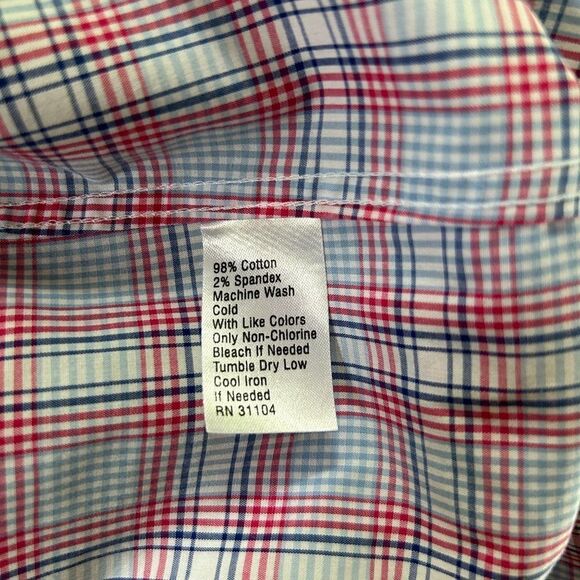 98% Cotton
2% Spandex
Machine Wash
Cold
With Like Colors
Only Non-Chlorine
Bleach If Needed
Tumble Dry Low
Cool Iron
If Needed
RN 31104